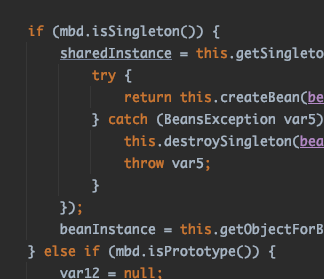 if (mbd.isSingleton()) {
sharedInstance = this.getSingleto
try {
return this.createBean(be
} catch (BeansException var5)
this.destroySingleton(bea
throw var5;
}
});
beanInstance = this.getObjectForB
} else if (mbd.isPrototype()) {
var12 = null;